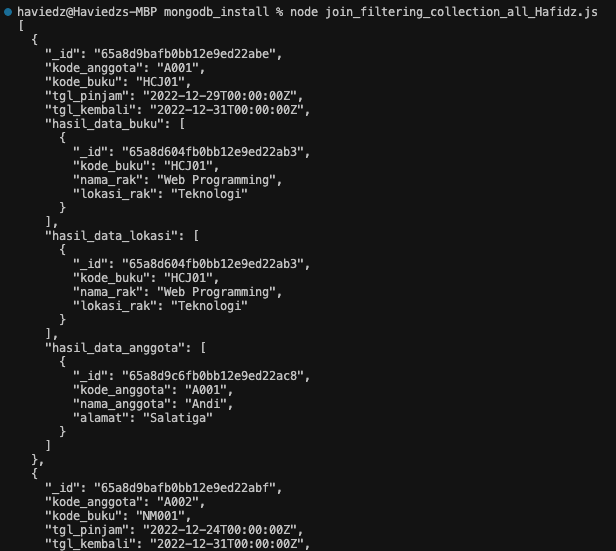 haviedz@Haviedzs-MBP mongodb_install % node join_filtering_collection_all_Hafidz.js
[
  {
    "_id": "65a8d9bafb0bb12e9ed22abe",
    "kode_anggota": "A001",
    "kode_buku": "HCJ01",
    "tgl_pinjam": "2022-12-29T00:00:00Z",
    "tgl_kembali": "2022-12-31T00:00:00Z",
    "hasil_data_buku": [
      {
        "_id": "65a8d604fb0bb12e9ed22ab3",
        "kode_buku": "HCJ01",
        "nama_rak": "Web Programming",
        "lokasi_rak": "Teknologi"
      }
    ],
    "hasil_data_lokasi": [
      {
        "_id": "65a8d604fb0bb12e9ed22ab3",
        "kode_buku": "HCJ01",
        "nama_rak": "Web Programming",
        "lokasi_rak": "Teknologi"
      }
    ],
    "hasil_data_anggota": [
      {
        "_id": "65a8d9c6fb0bb12e9ed22ac8",
        "kode_anggota": "A001",
        "nama_anggota": "Andi",
        "alamat": "Salatiga"
      }
    ]
  },
  {
    "_id": "65a8d9bafb0bb12e9ed22abf",
    "kode_anggota": "A002",
    "kode_buku": "NM001",
    "tgl_pinjam": "2022-12-24T00:00:00Z",
    "tgl_kembali": "2022-12-31T00:00:00Z",